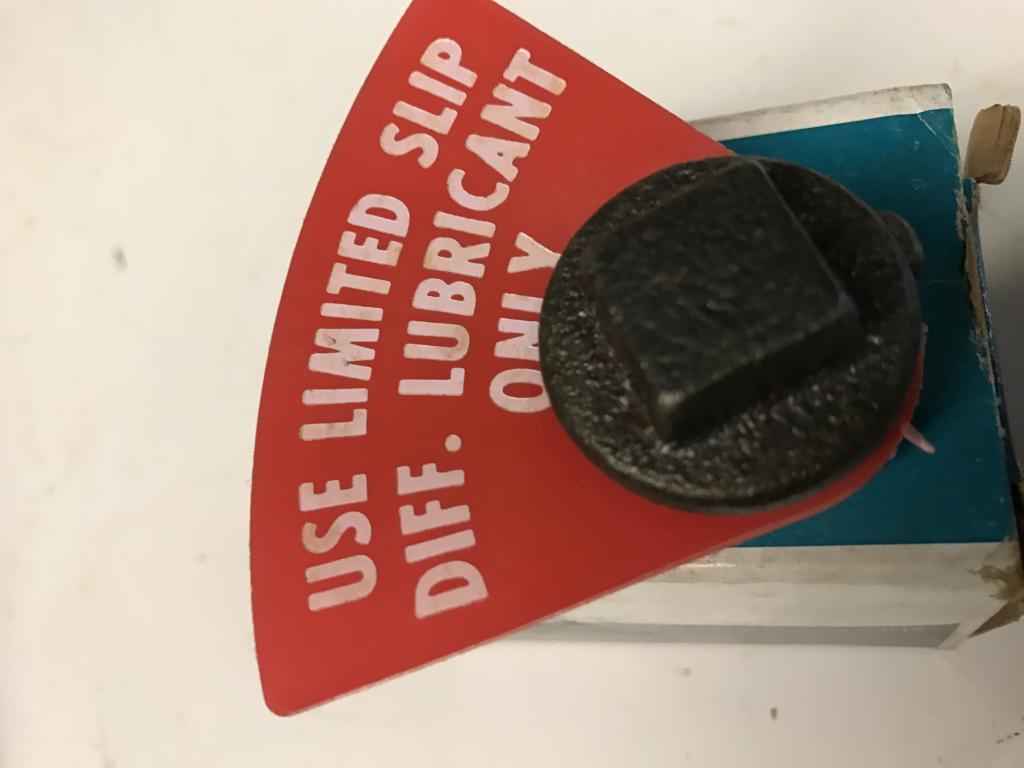 USE LIMITED SLIP
DIFF. LUBRICANT
ONLY